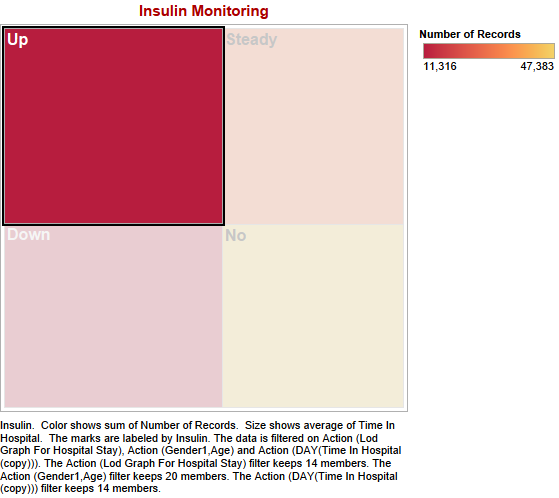 Insulin Monitoring
Up
Steady
Down
No
Number of Records
11,316 47,383
Insulin.  Color shows sum of Number of Records.  Size shows average of Time In
Hospital.  The marks are labeled by Insulin. The data is filtered on Action (Lod
Graph For Hospital Stay), Action (Gender1,Age) and Action (DAY(Time In Hospital
(copy))). The Action (Lod Graph For Hospital Stay) filter keeps 14 members. The
Action (Gender1,Age) filter keeps 20 members. The Action (DAY(Time In Hospital
(copy))) filter keeps 14 members.